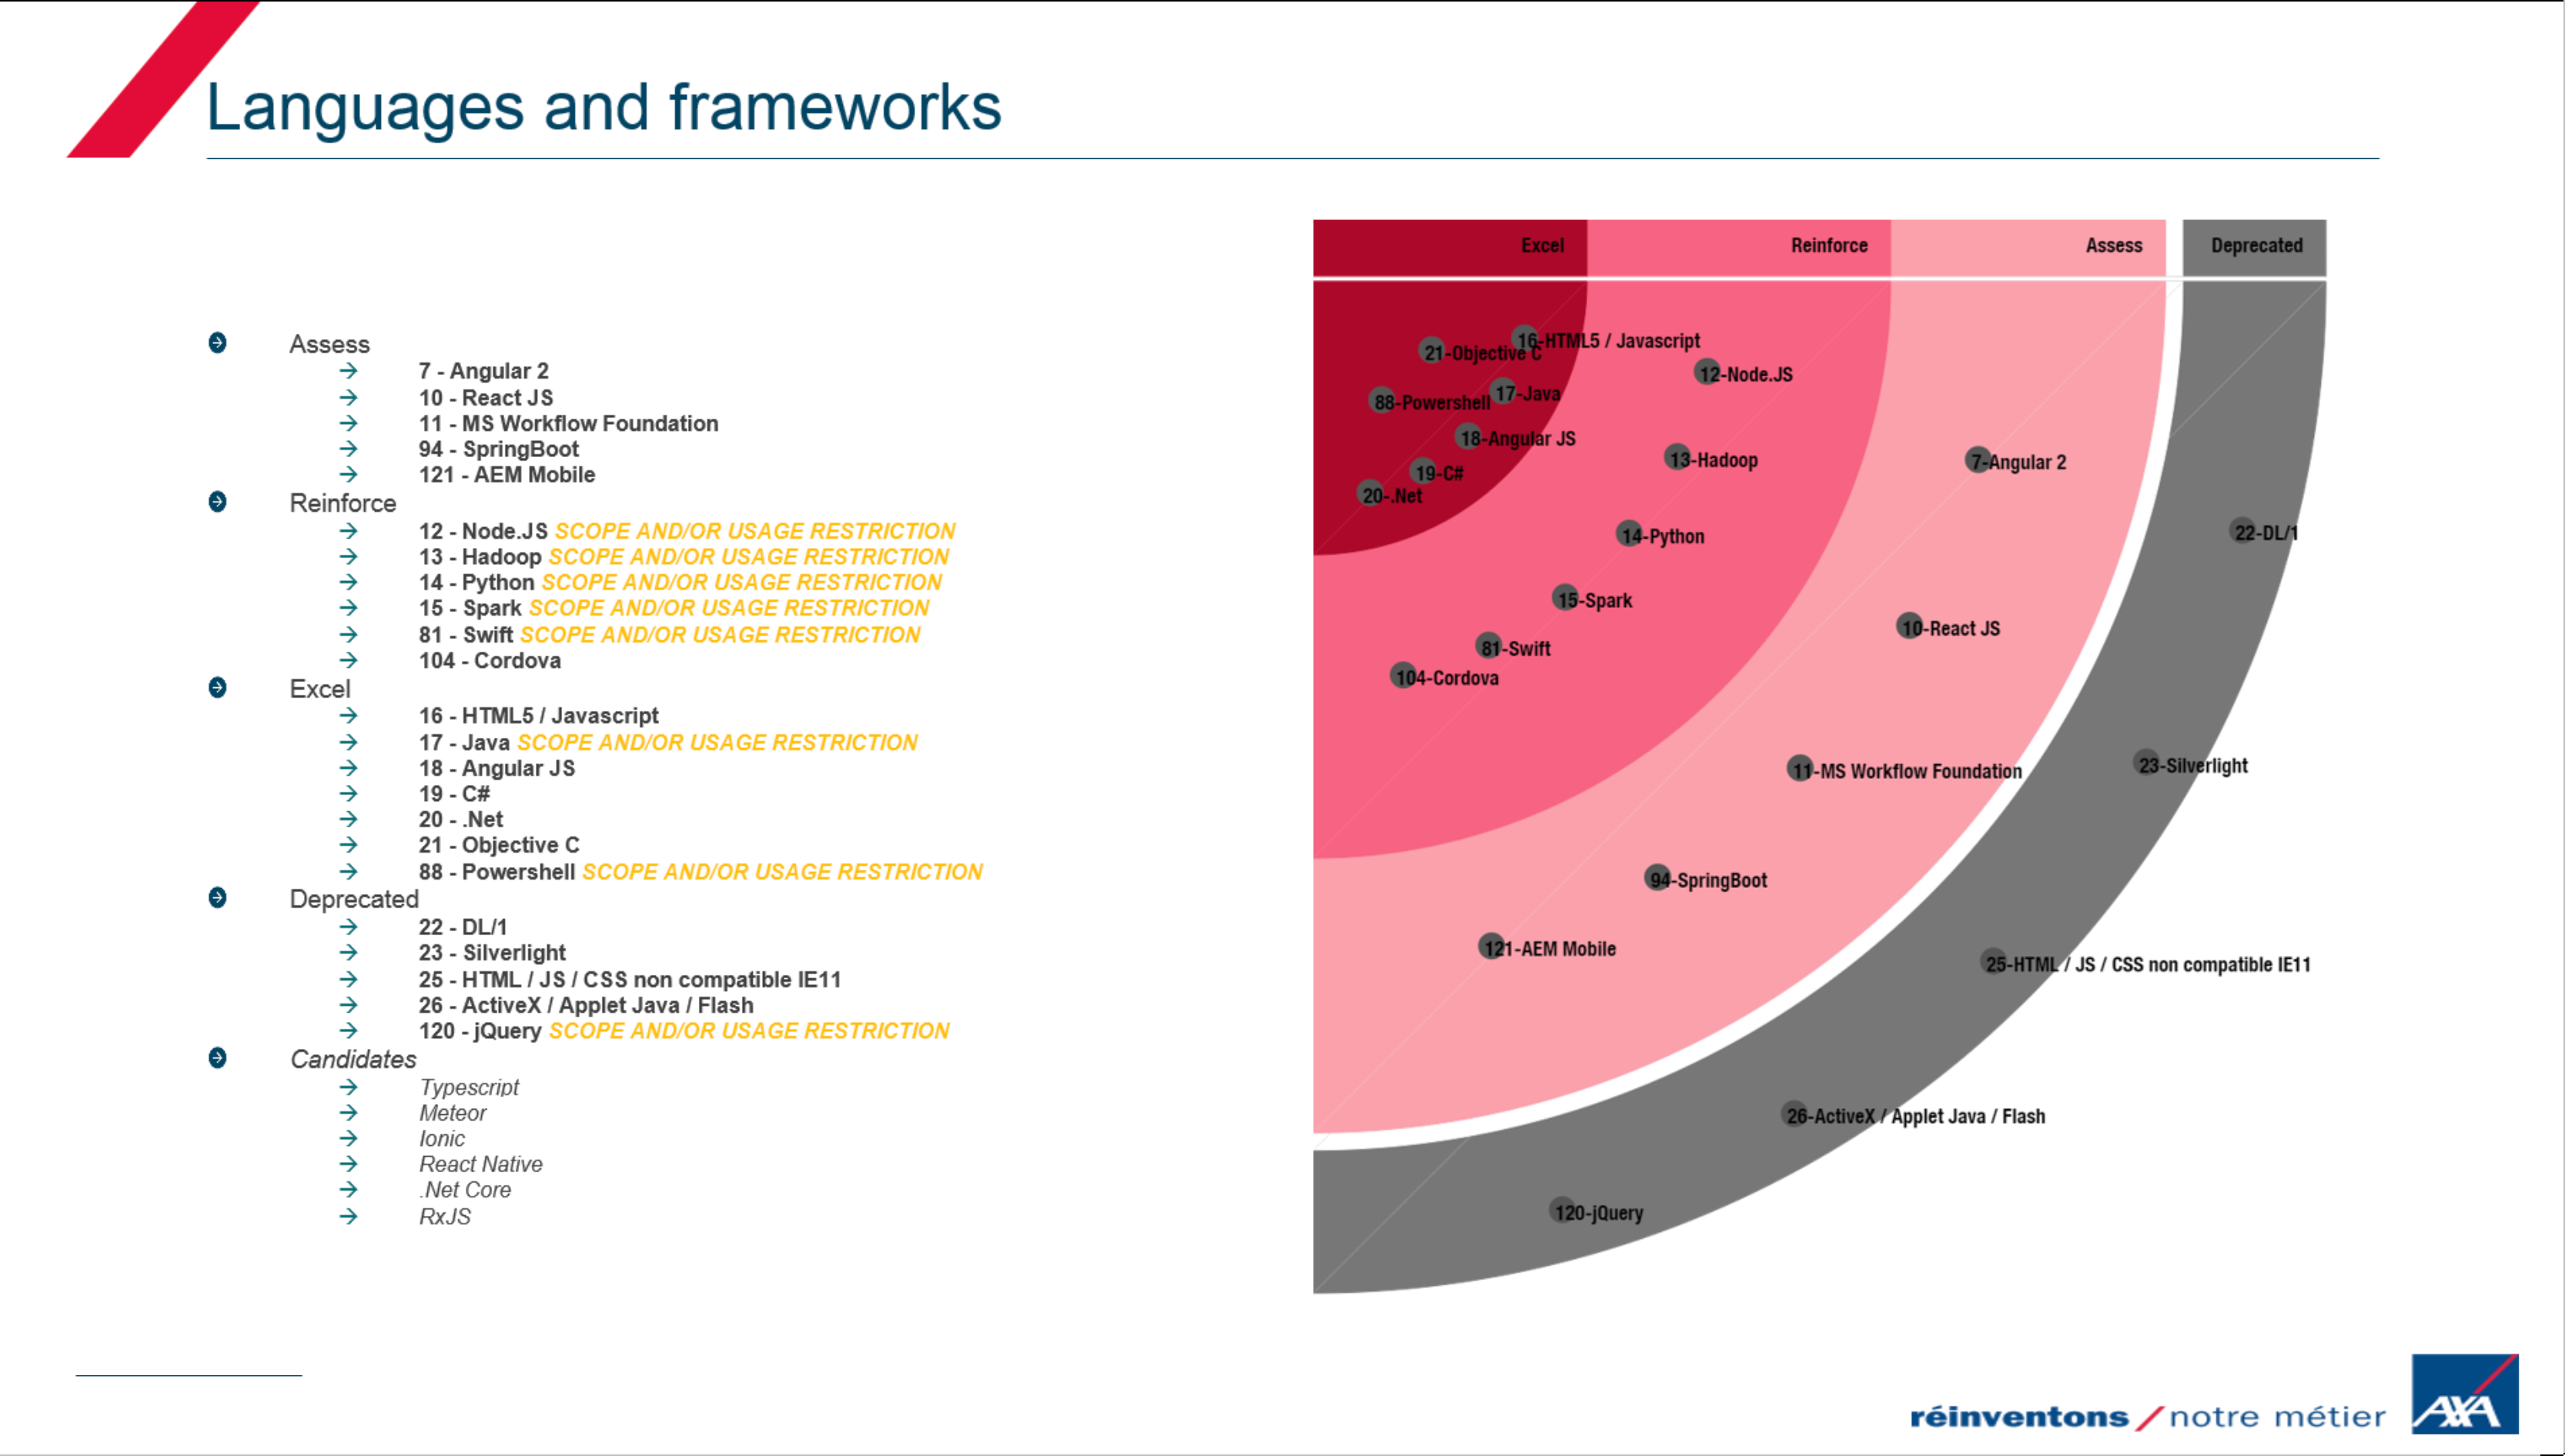 Languages and frameworks
Assess
7 - Angular 2
10 - React JS
11 - MS Workflow Foundation
94 - SpringBoot
121 - AEM Mobile
Reinforce
12 - Node.JS SCOPE AND/OR USAGE RESTRICTION
13 - Hadoop SCOPE AND/OR USAGE RESTRICTION
14 - Python SCOPE AND/OR USAGE RESTRICTION
15 - Spark SCOPE AND/OR USAGE RESTRICTION
81 - Swift SCOPE AND/OR USAGE RESTRICTION
104 - Cordova
Excel
16 - HTML5 / Javascript
17 - Java SCOPE AND/OR USAGE RESTRICTION
18 - Angular JS
19 - C#
20 - .Net
21 - Objective C
88 - Powershell SCOPE AND/OR USAGE RESTRICTION
Deprecated
22 - DL/1
23 - Silverlight
25 - HTML / JS / CSS non compatible IE11
26 - ActiveX / Applet Java / Flash
120 - jQuery SCOPE AND/OR USAGE RESTRICTION
Candidates
Typescript
Meteor
Ionic
React Native
.Net Core
RxJS
Excel
Reinforce
Assess
Deprecated
16-HTML5 / Javascript
21-Objective C
12-Node.JS
17-Java
88-Powershell
18-Angular JS
13-Hadoop
7-Angular 2
19-C#
20-.Net
14-Python
22-DL/1
15-Spark
10-React JS
81-Swift
104-Cordova
11-MS Workflow Foundation
23-Silverlight
94-SpringBoot
121-AEM Mobile
25-HTML / JS / CSS non compatible IE11
26-ActiveX / Applet Java / Flash
120-jQuery
réinventons / notre métier
AXA